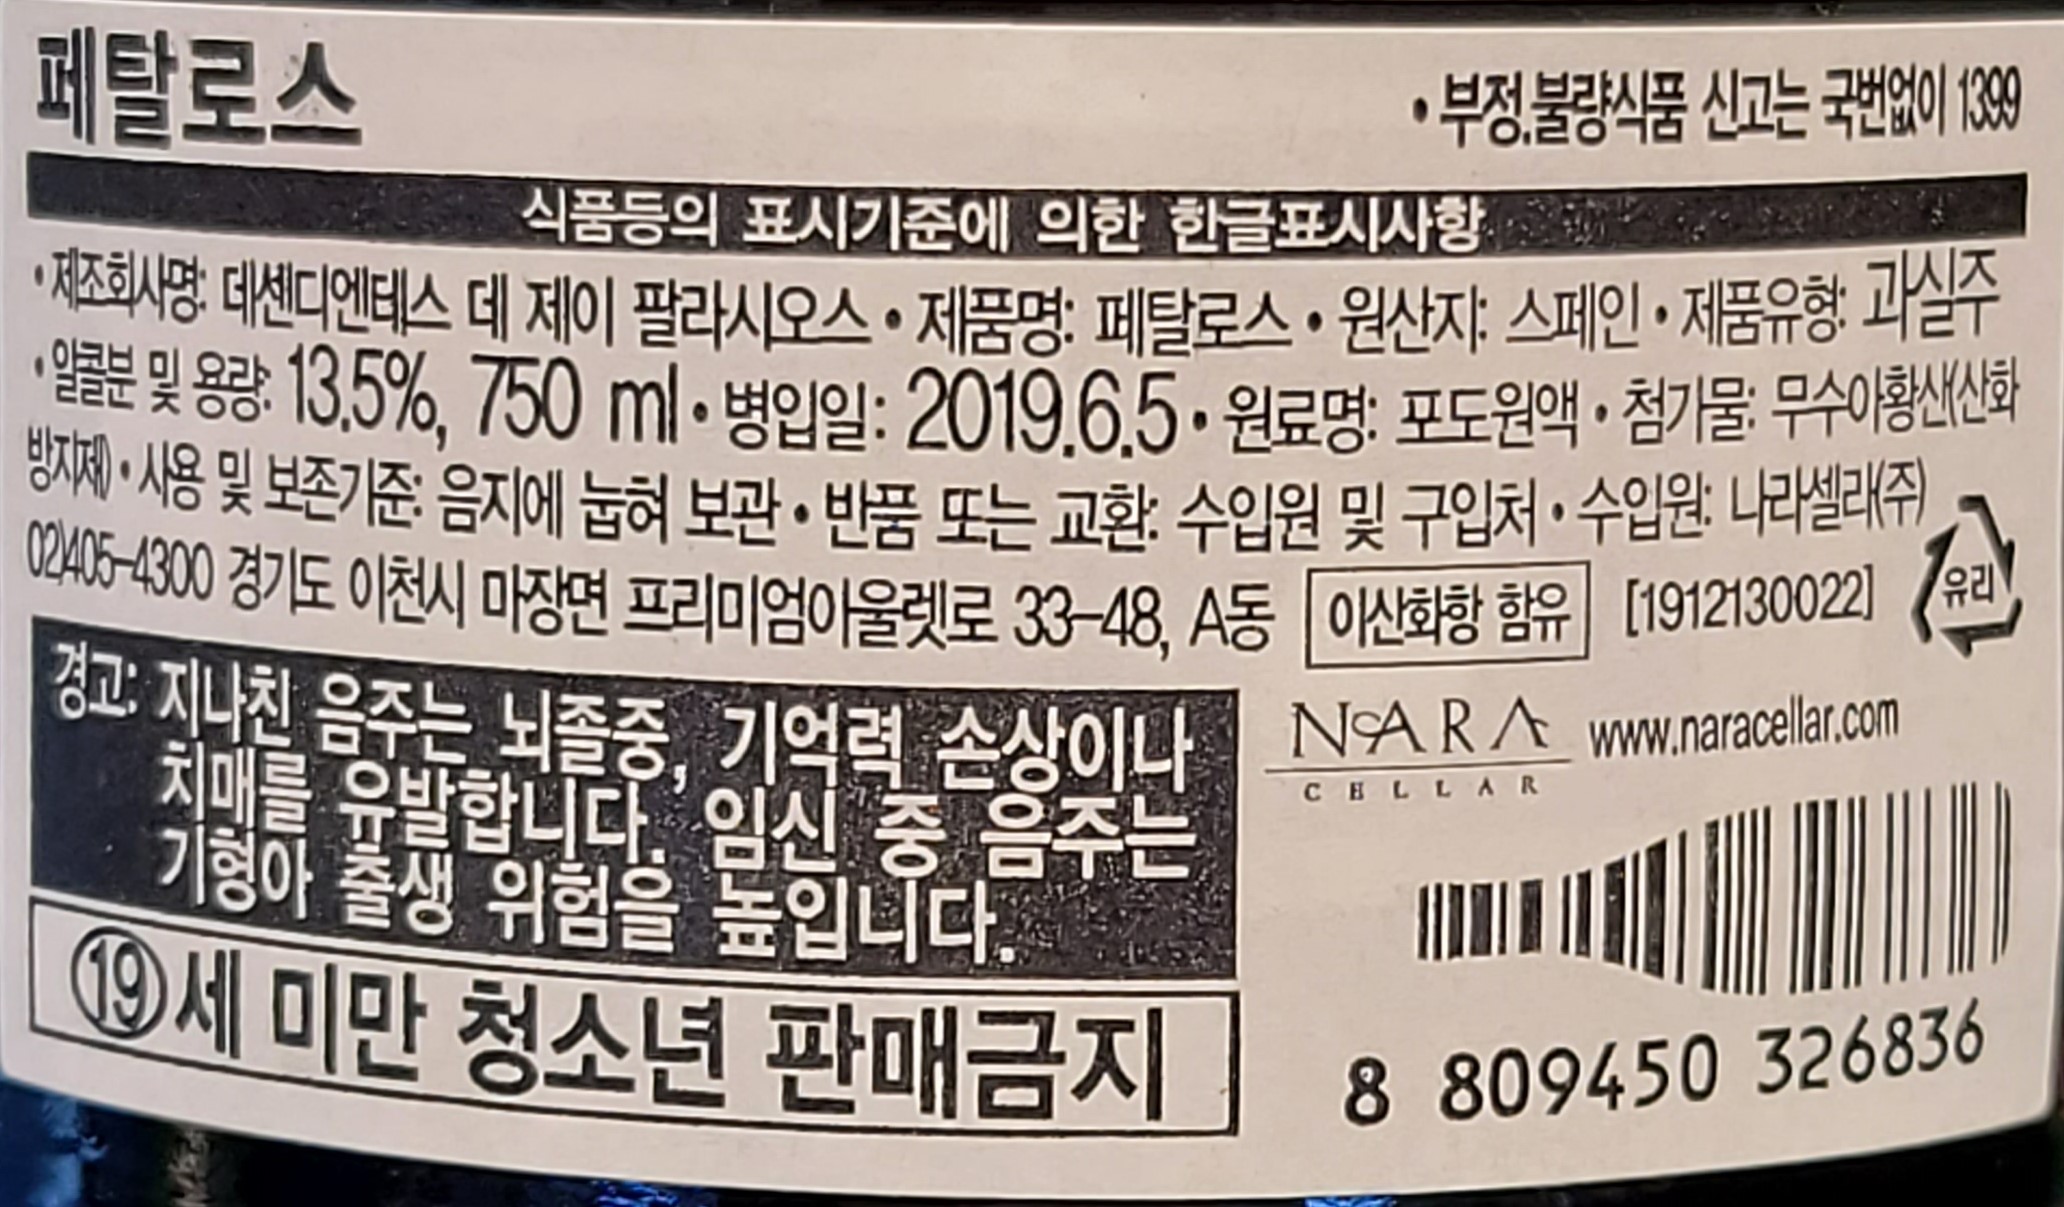 페탈로스
• 부정.불량식품 신고는 국번없이 1399
식품등의 표시기준에 의한 한글표시사항
• 제조회사명: 데센디엔테스 데 제이 팔라시오스 • 제품명: 페탈로스 • 원산지: 스페인 • 제품유형: 과실주
• 알콜분 및 용량: 13.5%, 750 ml • 병입일: 2019.6.5 • 원료명: 포도원액 • 첨가물: 무수아황산(산화
방지제) • 사용 및 보존기준: 음지에 눕혀 보관 • 반품 또는 교환: 수입원 및 구입처 • 수입원: 나라셀라(주)
02)405-4300 경기도 이천시 마장면 프리미엄아울렛로 33-48, A동 이산화항 함유 [1912130022] 유리
경고: 지나친 음주는 뇌졸중, 기억력 손상이나
치매를 유발합니다. 임신 중 음주는
기형아 출생 위험을 높입니다.
NARA www.naracellar.com
CELLAR
19세 미만 청소년 판매금지
8 809450 326836